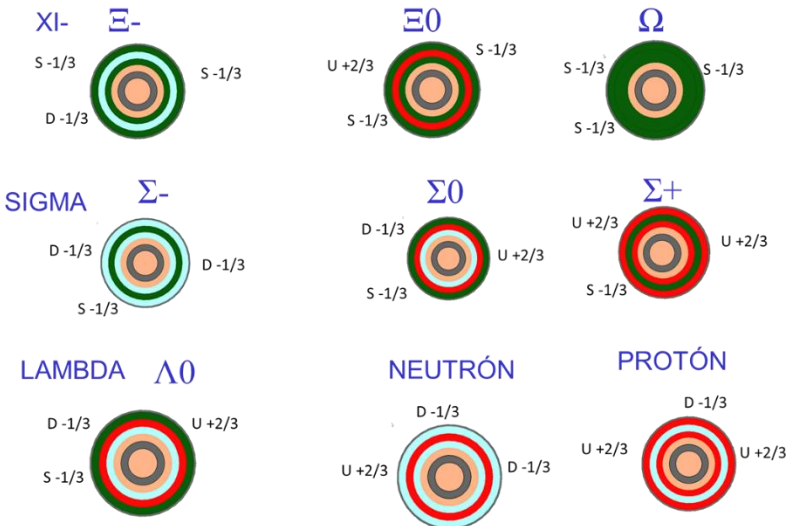 XI- Ξ-
S -1/3
S -1/3
D -1/3
Ξ0
S -1/3
U +2/3
S -1/3
Ω
S -1/3
S -1/3
S -1/3
SIGMA Σ-
D -1/3
D -1/3
S -1/3
Σ0
D -1/3
U +2/3
S -1/3
Σ+
U +2/3
U +2/3
S -1/3
LAMBDA Λ0
D -1/3
U +2/3
S -1/3
NEUTRÓN
D -1/3
U +2/3
D -1/3
PROTÓN
D -1/3
U +2/3
U +2/3